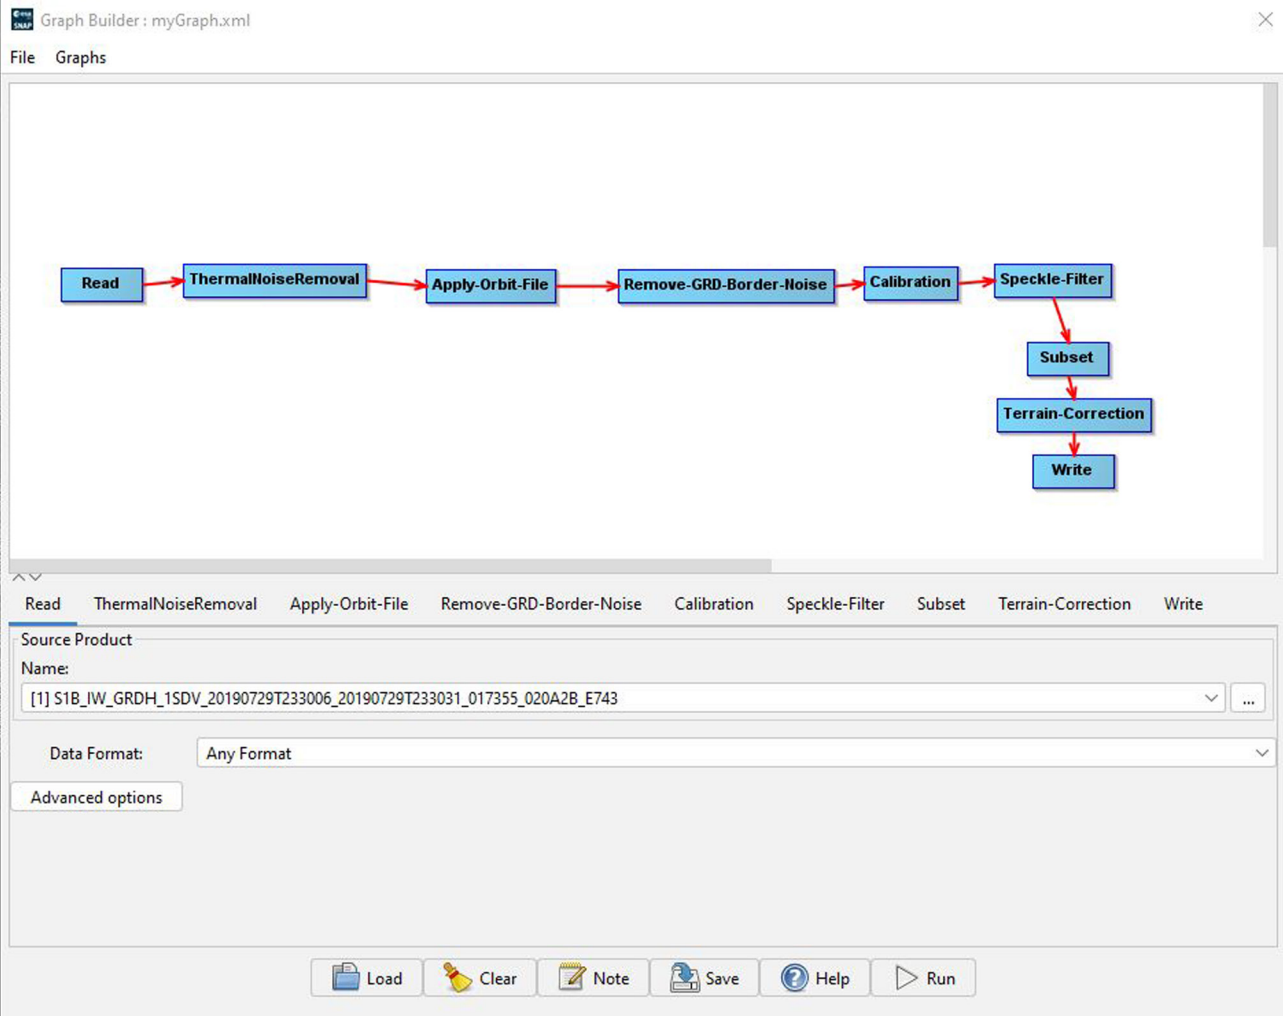 Graph Builder : myGraph.xml
File Graphs
Read
ThermalNoiseRemoval
Apply-Orbit-File
Remove-GRD-Border-Noise
Calibration
Speckle-Filter
Subset
Terrain-Correction
Write
Read ThermalNoiseRemoval Apply-Orbit-File Remove-GRD-Border-Noise Calibration Speckle-Filter Subset Terrain-Correction Write
Source Product
Name:
[1] S1B_IW_GRDH_1SDV_20190729T233006_20190729T233031_017355_020A2B_E743
...
Data Format: Any Format
Advanced options
Load Clear Note Save Help Run